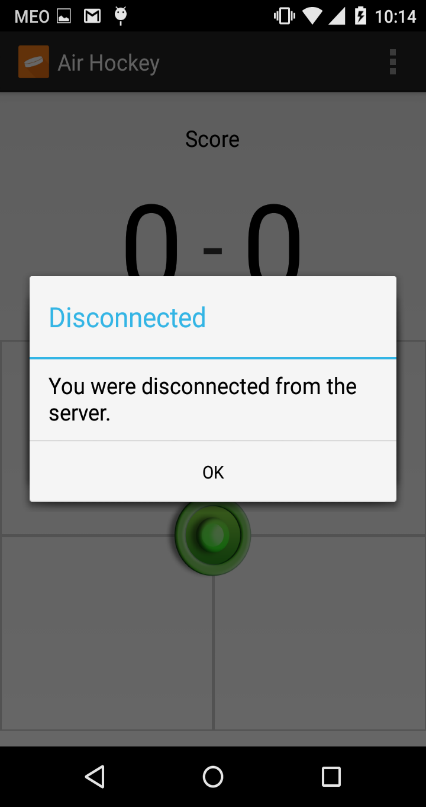 MEO 10:14
Air Hockey
Score
0 - 0
Disconnected
You were disconnected from the
server.
OK